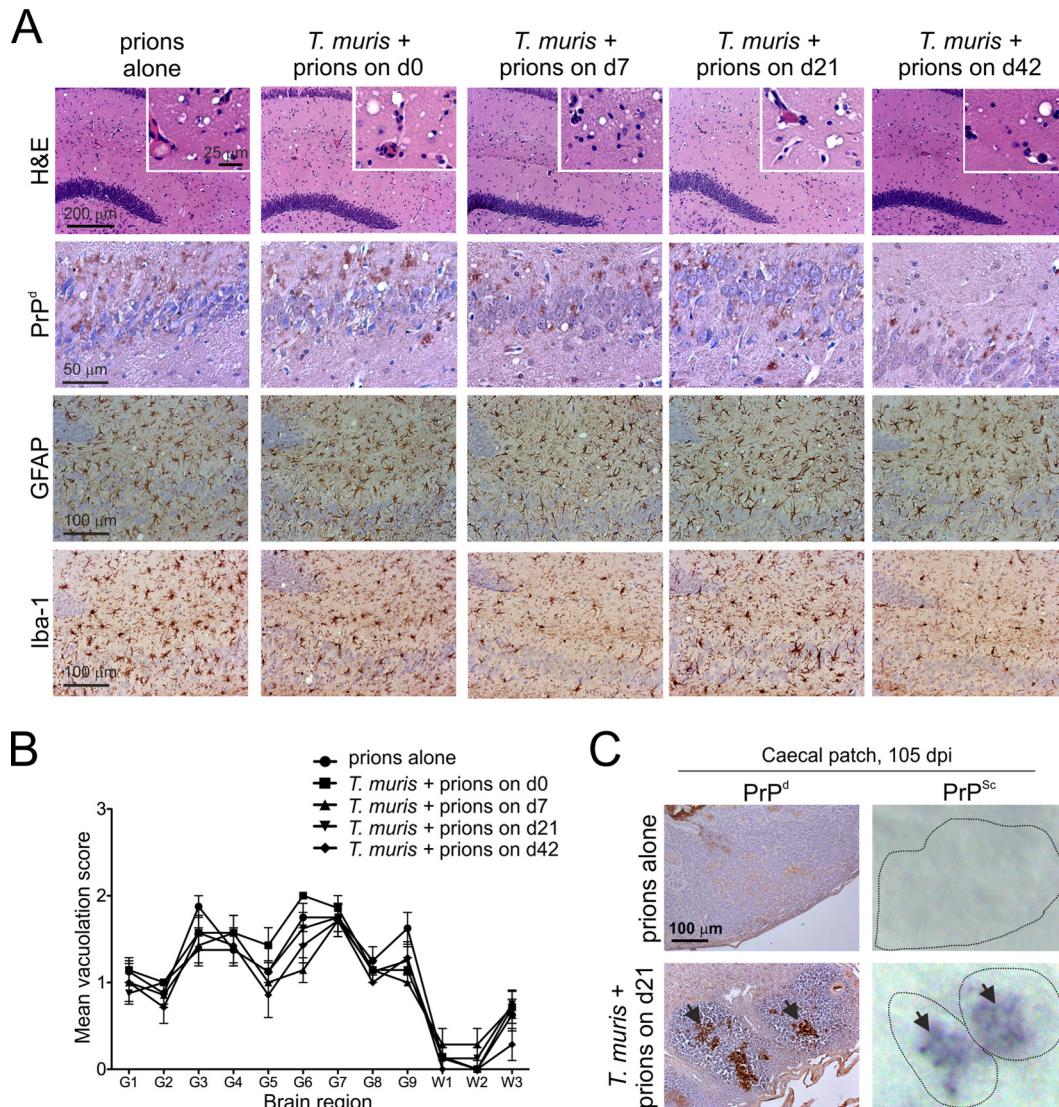 A
prions
alone
T. muris +
prions on d0
T. muris +
prions on d7
T. muris +
prions on d21
T. muris +
prions on d42
H&E
25 µm
200 µm
PrPᵈ
50 µm
GFAP
100 µm
Iba-1
100 µm
B
prions alone
T. muris + prions on d0
T. muris + prions on d7
T. muris + prions on d21
T. muris + prions on d42
Mean vacuolation score
3
2
1
0
G1 G2 G3 G4 G5 G6 G7 G8 G9 W1 W2 W3
Brain region
C
Caecal patch, 105 dpi
PrPᵈ PrPˢᶜ
prions alone
100 µm
T. muris +
prions on d21